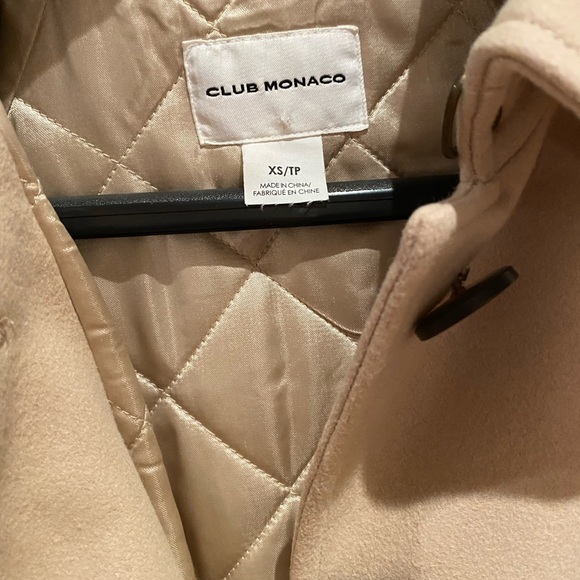 CLUB MONACO
XS/TP
MADE IN CHINA/
FABRIQUÉ EN CHINE